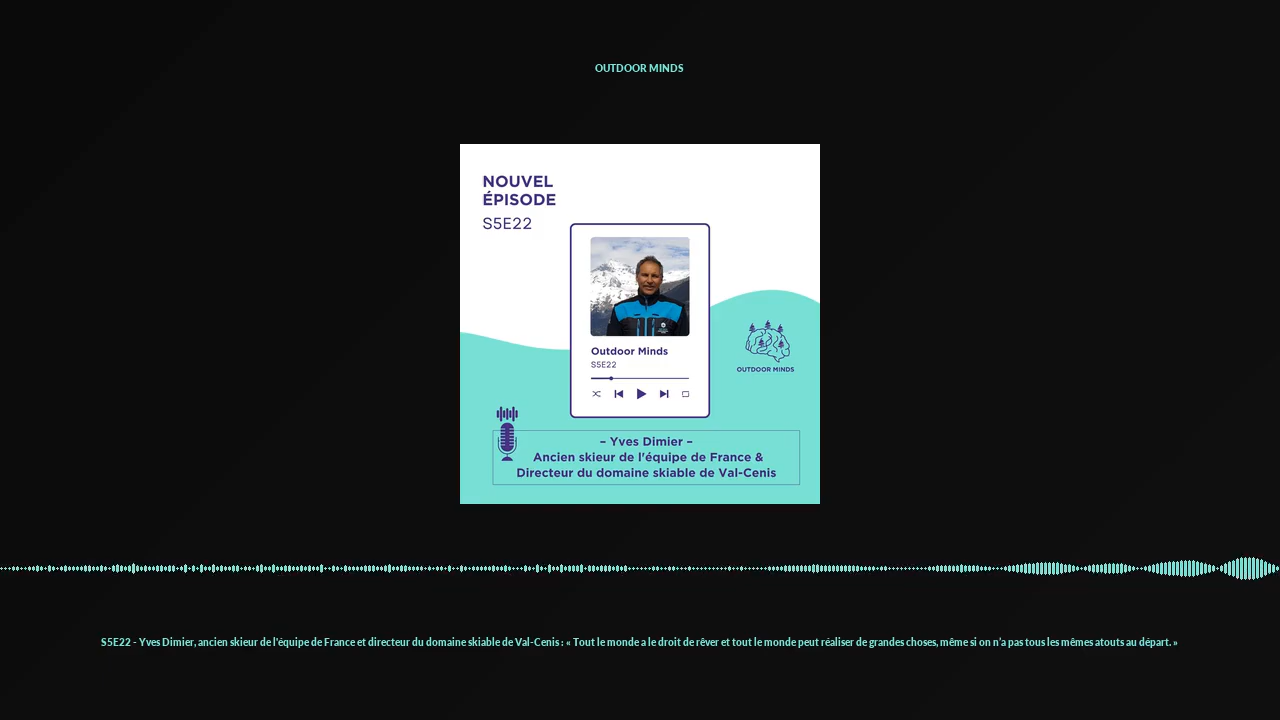 OUTDOOR MINDS
NOUVEL
ÉPISODE
S5E22
Outdoor Minds
S5E22
OUTDOOR MINDS
– Yves Dimier –
Ancien skieur de l'équipe de France &
Directeur du domaine skiable de Val-Cenis
S5E22 - Yves Dimier, ancien skieur de l'équipe de France et directeur du domaine skiable de Val-Cenis : « Tout le monde a le droit de rêver et tout le monde peut réaliser de grandes choses, même si on n’a pas tous les mêmes atouts au départ. »